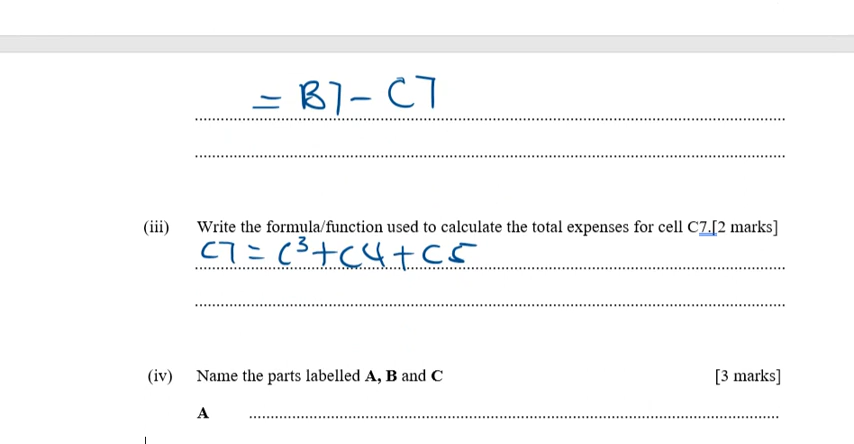 = B7 - C7
(iii) Write the formula/function used to calculate the total expenses for cell C7.[2 marks]
C7 = C3+C4+C5
(iv) Name the parts labelled A, B and C [3 marks]
A